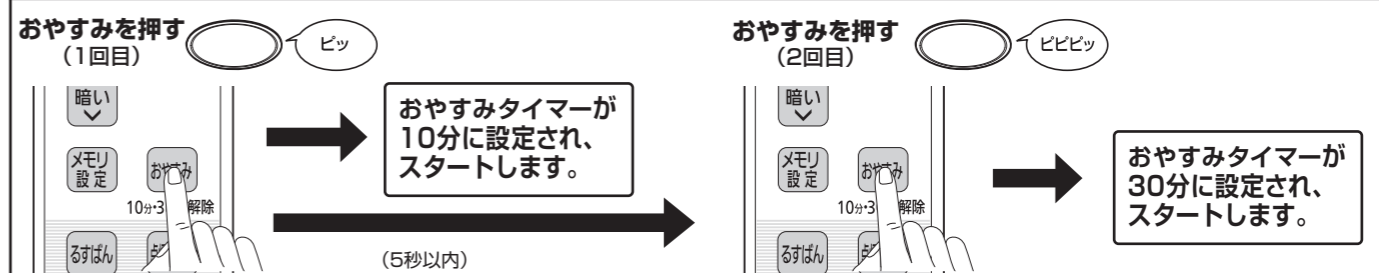 おやすみを押す
(1回目)
ピッ
暗い
メモリ
設定
おやすみ
10分・3 解除
るすばん
おやすみタイマーが
10分に設定され、
スタートします。
(5秒以内)
おやすみを押す
(2回目)
ピピピッ
暗い
メモリ
設定
おやすみ
10分・3 解除
るすばん
おやすみタイマーが
30分に設定され、
スタートします。